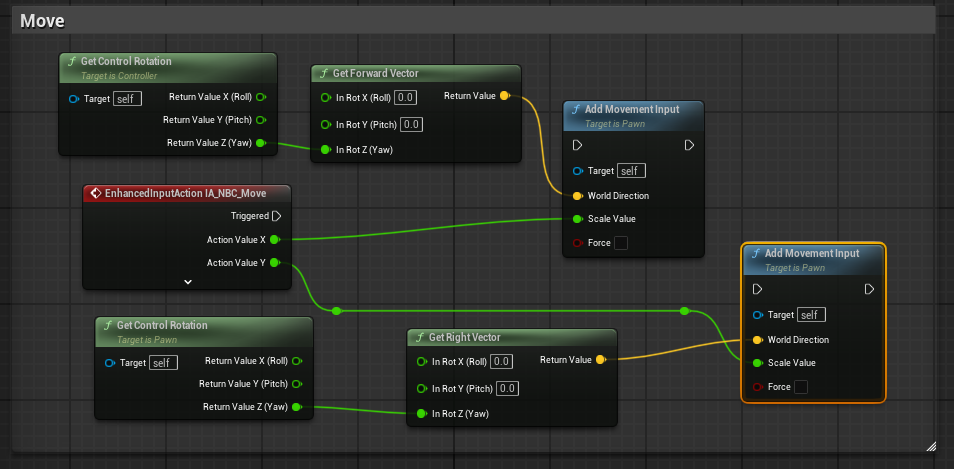 Move
Get Control Rotation
Target is Controller
Target self
Return Value X (Roll)
Return Value Y (Pitch)
Return Value Z (Yaw)
Get Forward Vector
In Rot X (Roll) 0.0
Return Value
In Rot Y (Pitch) 0.0
In Rot Z (Yaw)
Add Movement Input
Target is Pawn
Target self
World Direction
Scale Value
Force
EnhancedInputAction IA_NBC_Move
Triggered
Action Value X
Action Value Y
Add Movement Input
Target is Pawn
Target self
World Direction
Scale Value
Force
Get Control Rotation
Target is Pawn
Target self
Return Value X (Roll)
Return Value Y (Pitch)
Return Value Z (Yaw)
Get Right Vector
In Rot X (Roll) 0.0
Return Value
In Rot Y (Pitch) 0.0
In Rot Z (Yaw)